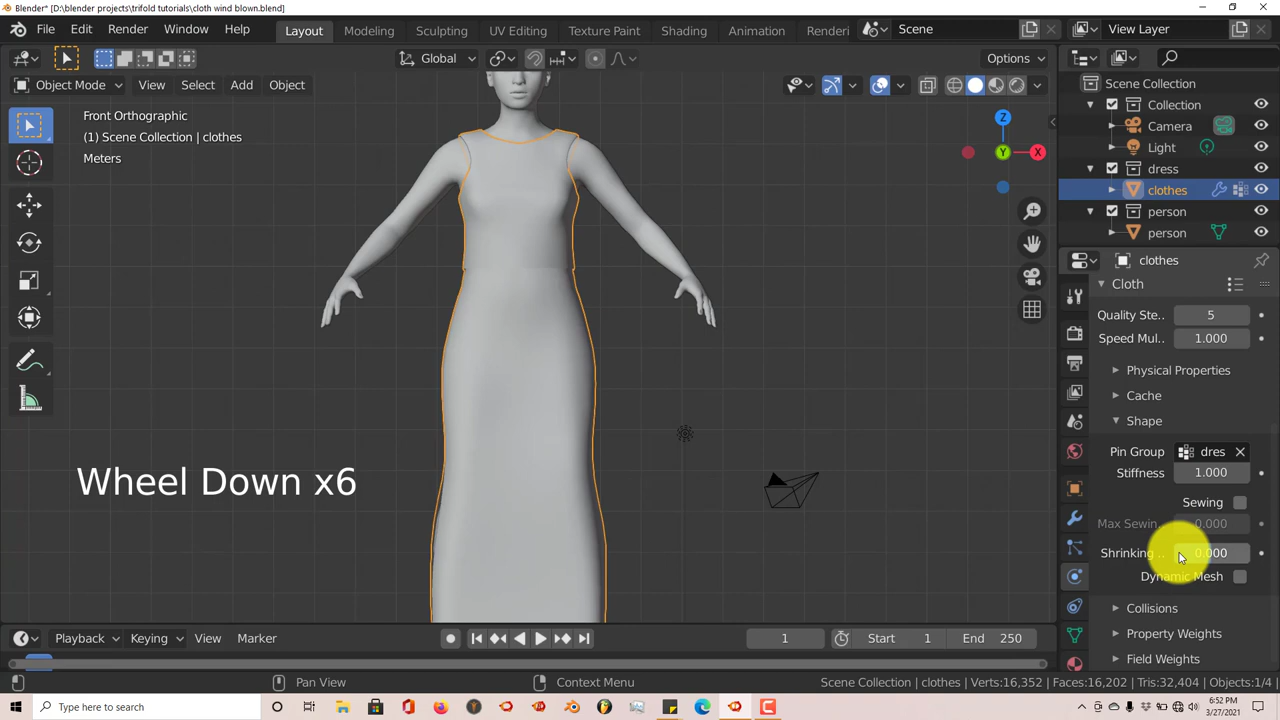 Blender* [D:\blender projects\trifold tutorials\cloth wind blown.blend]
File Edit Render Window Help Layout Modeling Sculpting UV Editing Texture Paint Shading Animation Renderi Scene View Layer
Global Options
Object Mode View Select Add Object
Front Orthographic
(1) Scene Collection | clothes
Meters
Z
Y
X
Wheel Down x6
Scene Collection
Collection
Camera
Light
dress
clothes
person
person
clothes
Cloth
Quality Ste.. 5
Speed Mul.. 1.000
Physical Properties
Cache
Shape
Pin Group dres
Stiffness 1.000
Sewing
Max Sewin.. 0.000
Shrinking .. 0.000
Dynamic Mesh
Collisions
Property Weights
Field Weights
Playback Keying View Marker 1 Start 1 End 250
Pan View Context Menu Scene Collection | clothes | Verts:16,352 | Faces:16,202 | Tris:32,404 | Objects:1/4
Type here to search
6:52 PM
3/27/2021